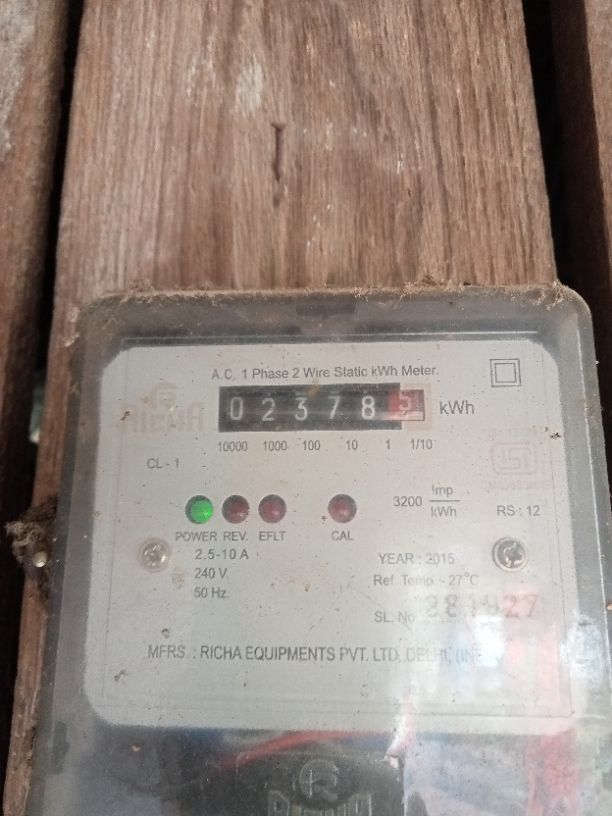 A.C. 1 Phase 2 Wire Static kWh Meter.
RICHA
0 2 3 7 8 kWh
10000 1000 100 10 1 1/10
CL - 1
ISI
3200 Imp/kWh RS : 12
POWER REV. EFLT CAL
2.5-10 A
240 V.
50 Hz.
YEAR : 2015
Ref. Temp. - 27°C
SL. No.
MFRS. : RICHA EQUIPMENTS PVT. LTD, DELHI,